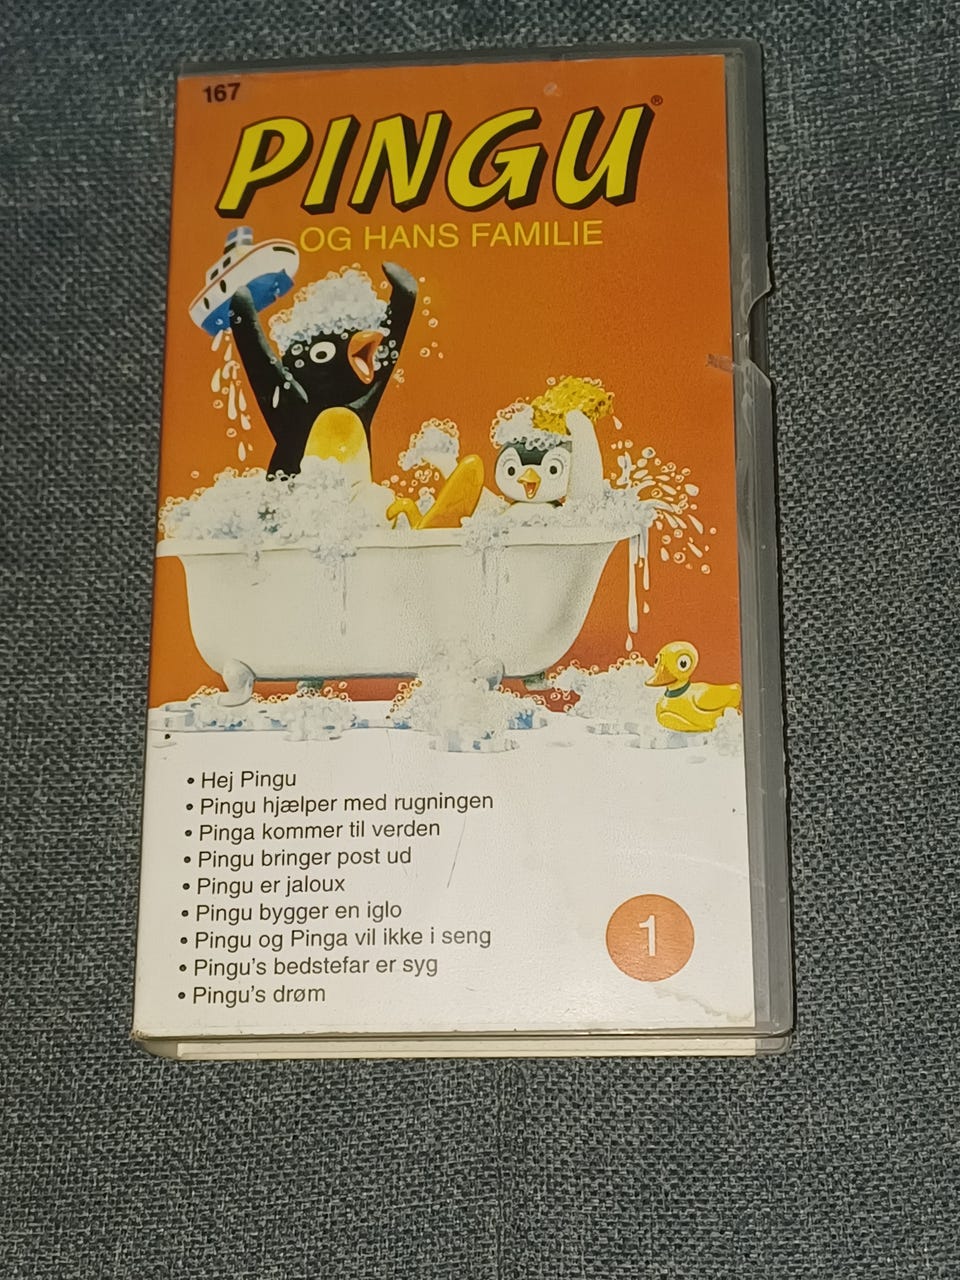 167
PINGU®
OG HANS FAMILIE
• Hej Pingu
• Pingu hjælper med rugningen
• Pinga kommer til verden
• Pingu bringer post ud
• Pingu er jaloux
• Pingu bygger en iglo
• Pingu og Pinga vil ikke i seng
• Pingu's bedstefar er syg
• Pingu's drøm
1